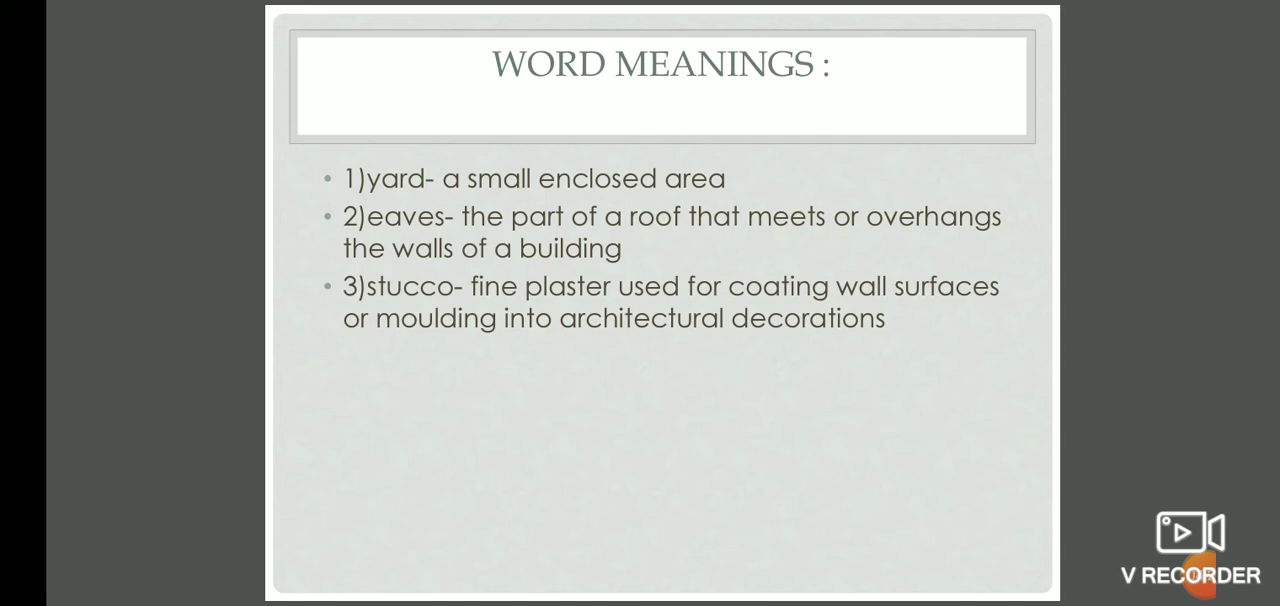 WORD MEANINGS :
• 1)yard- a small enclosed area
• 2)eaves- the part of a roof that meets or overhangs
the walls of a building
• 3)stucco- fine plaster used for coating wall surfaces
or moulding into architectural decorations
V RECORDER